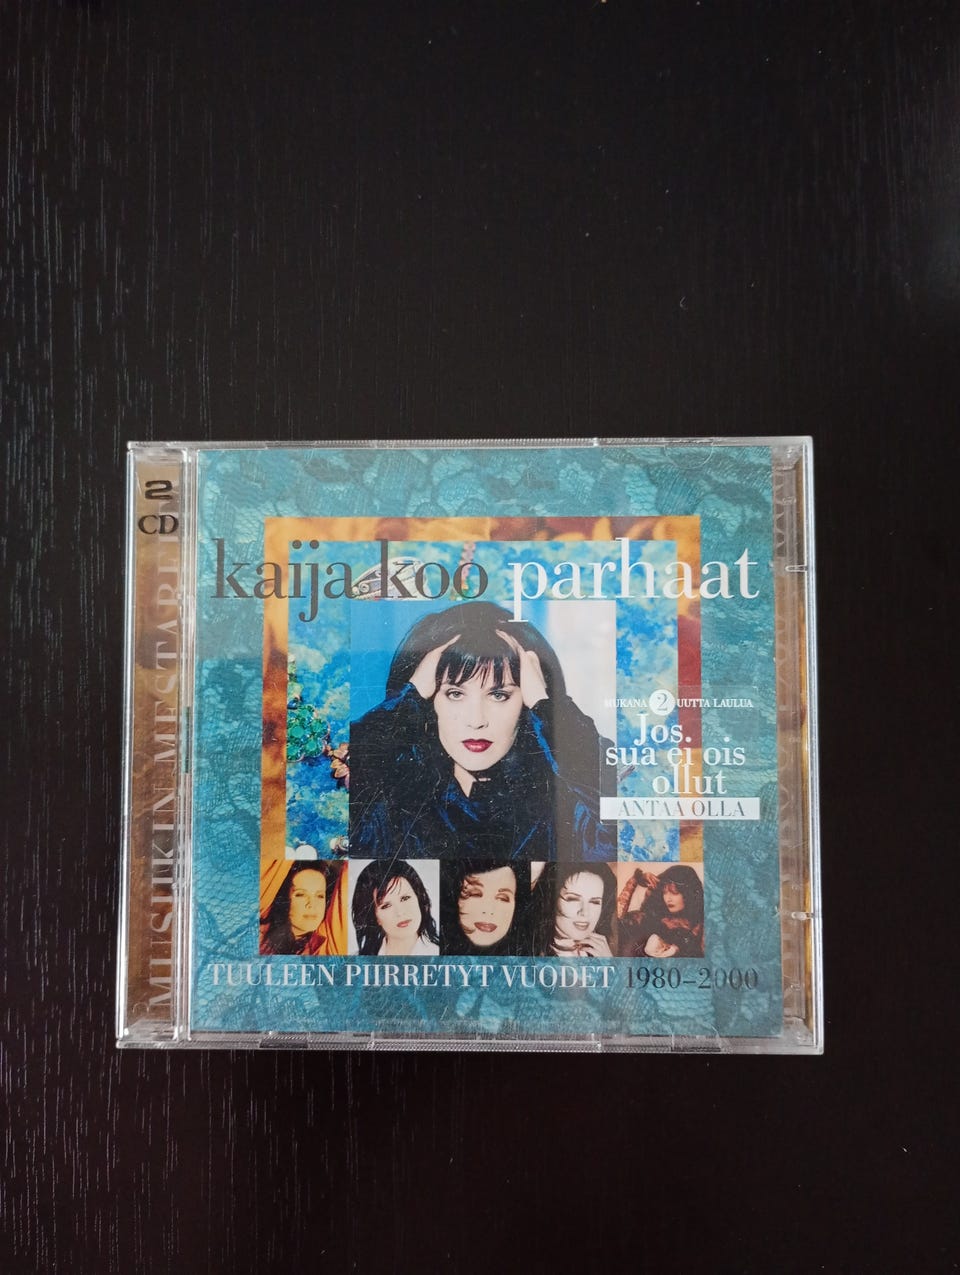 2
CD
MUSIIKIN MESTAREITA
kaija koo parhaat
MUKANA 2 UUTTA LAULUA
Jos
sua ei ois
ollut
ANTAA OLLA
TUULEEN PIIRRETYT VUODET 1980–2000